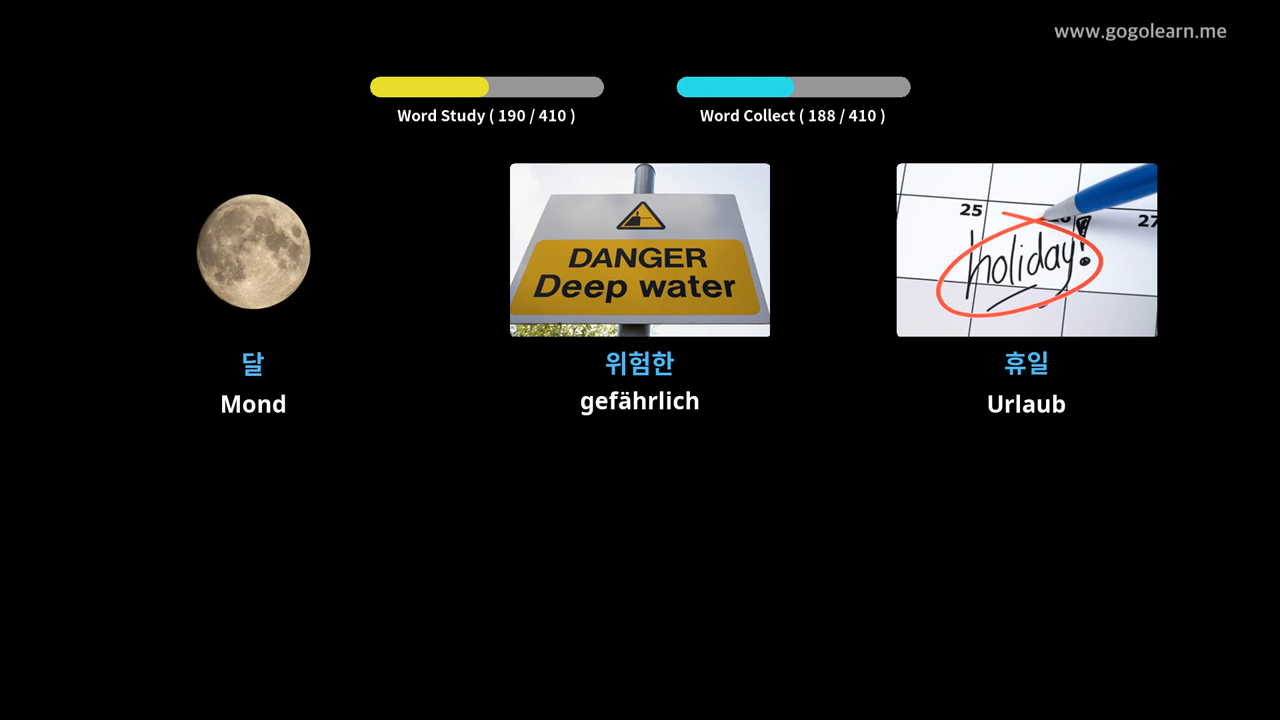 www.gogolearn.me
Word Study ( 190 / 410 )
Word Collect ( 188 / 410 )
DANGER
Deep water
25
27
holiday!
달
위험한
휴일
Mond
gefährlich
Urlaub